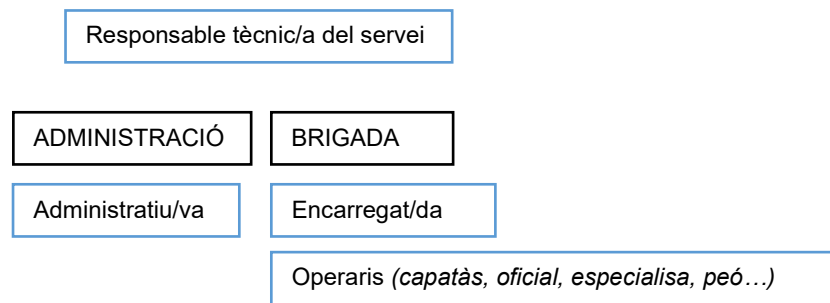 Responsable tècnic/a del servei
ADMINISTRACIÓ
BRIGADA
Administratiu/va
Encarregat/da
Operaris (capatàs, oficial, especialisa, peó…)